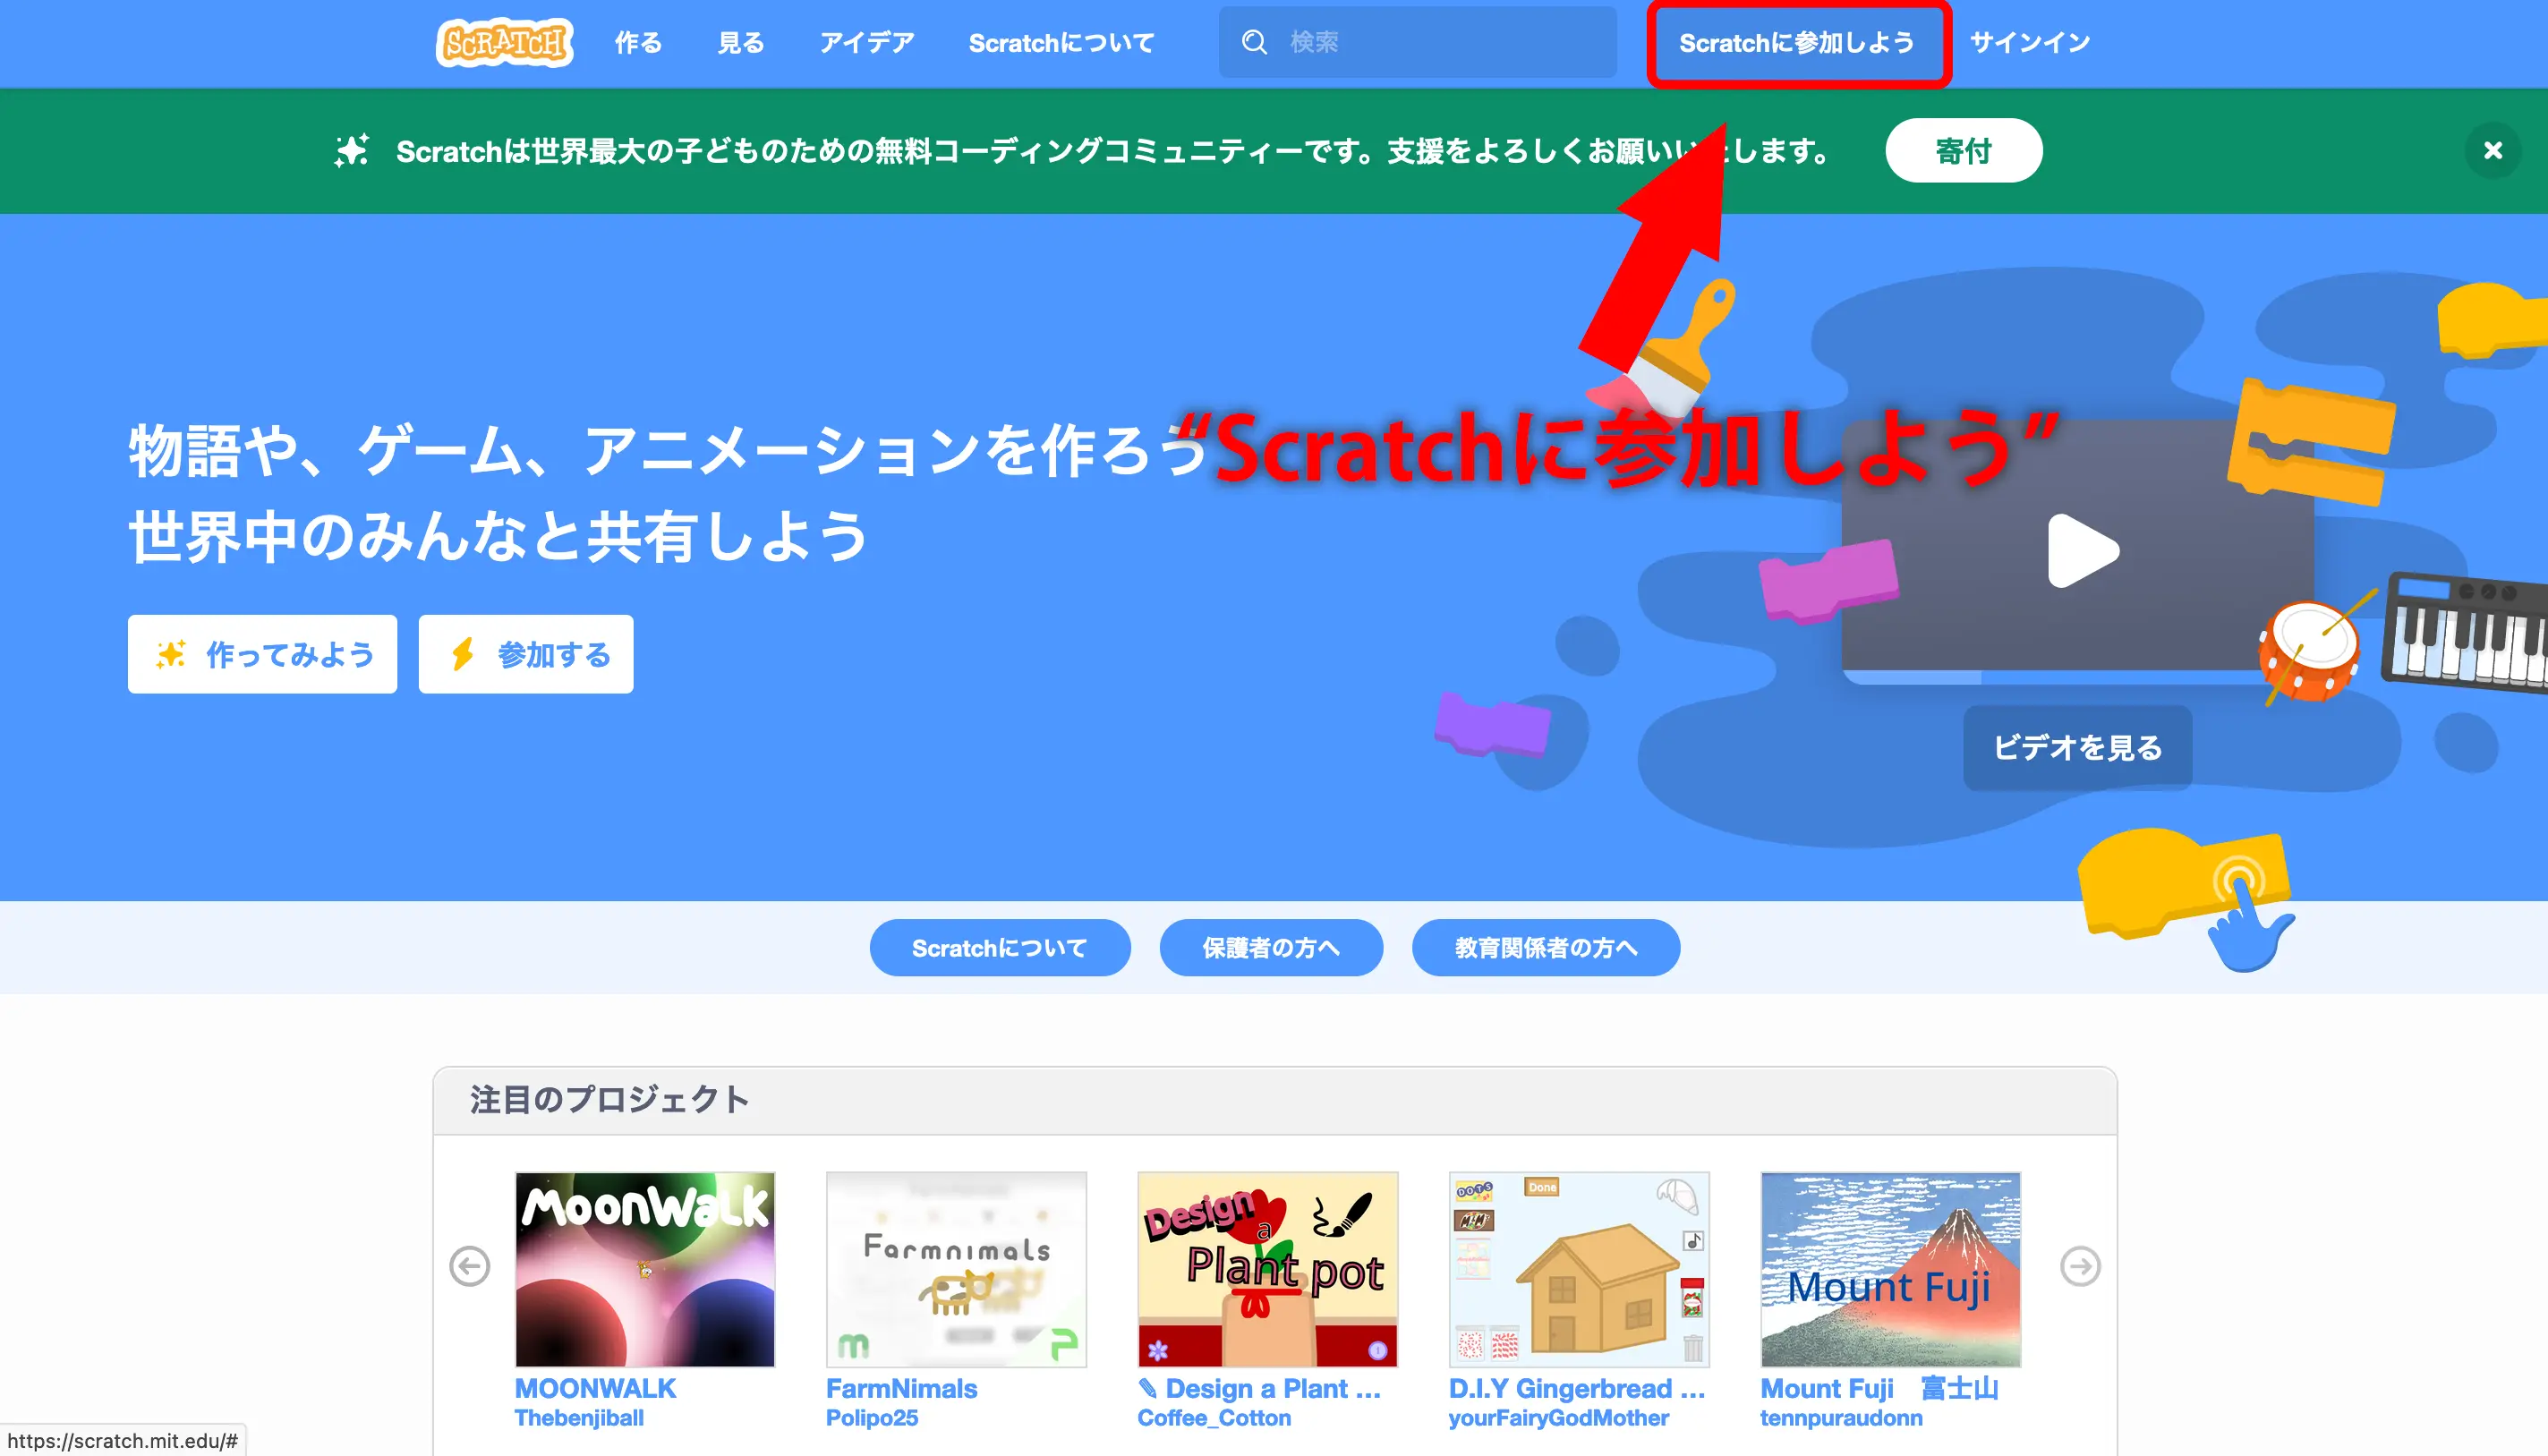 SCRATCH 作る 見る アイデア Scratchについて 検索 Scratchに参加しよう サインイン
Scratchは世界最大の子どものための無料コーディングコミュニティーです。支援をよろしくお願いいたします。 寄付
物語や、ゲーム、アニメーションを作ろう
“Scratchに参加しよう”
世界中のみんなと共有しよう
作ってみよう 参加する
ビデオを見る
Scratchについて 保護者の方へ 教育関係者の方へ
注目のプロジェクト
MOONWALK
Farmnimals
m
Design
a
Plant pot
DOTS
Done
M&M
Mount Fuji
MOONWALK FarmNimals ✎ Design a Plant ... D.I.Y Gingerbread ... Mount Fuji 富士山
Thebenjiball Polipo25 Coffee_Cotton yourFairyGodMother tennpuraudonn
https://scratch.mit.edu/#